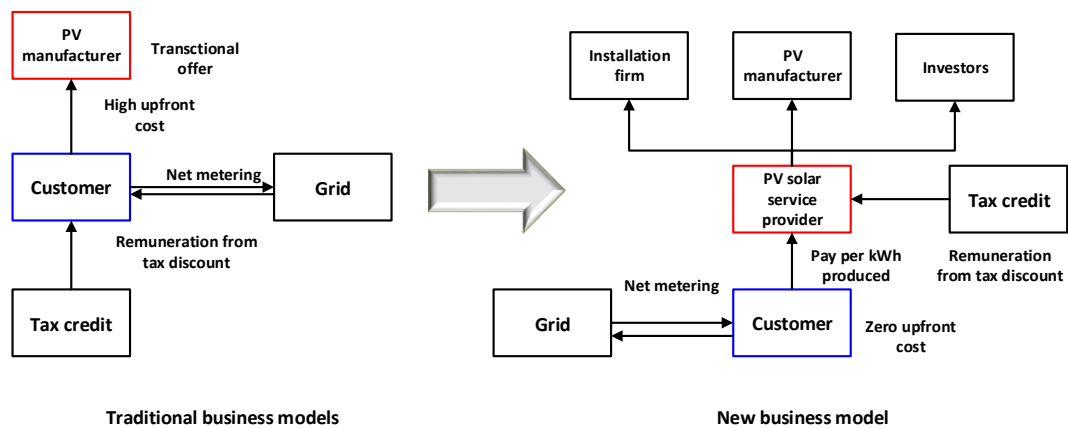 PV
manufacturer
Transctional
offer
High upfront
cost
Customer
Net metering
Grid
Remuneration from
tax discount
Tax credit
Traditional business models
Installation
firm
PV
manufacturer
Investors
PV solar
service
provider
Tax credit
Pay per kWh
produced
Remuneration
from tax discount
Net metering
Grid
Customer
Zero upfront
cost
New business model